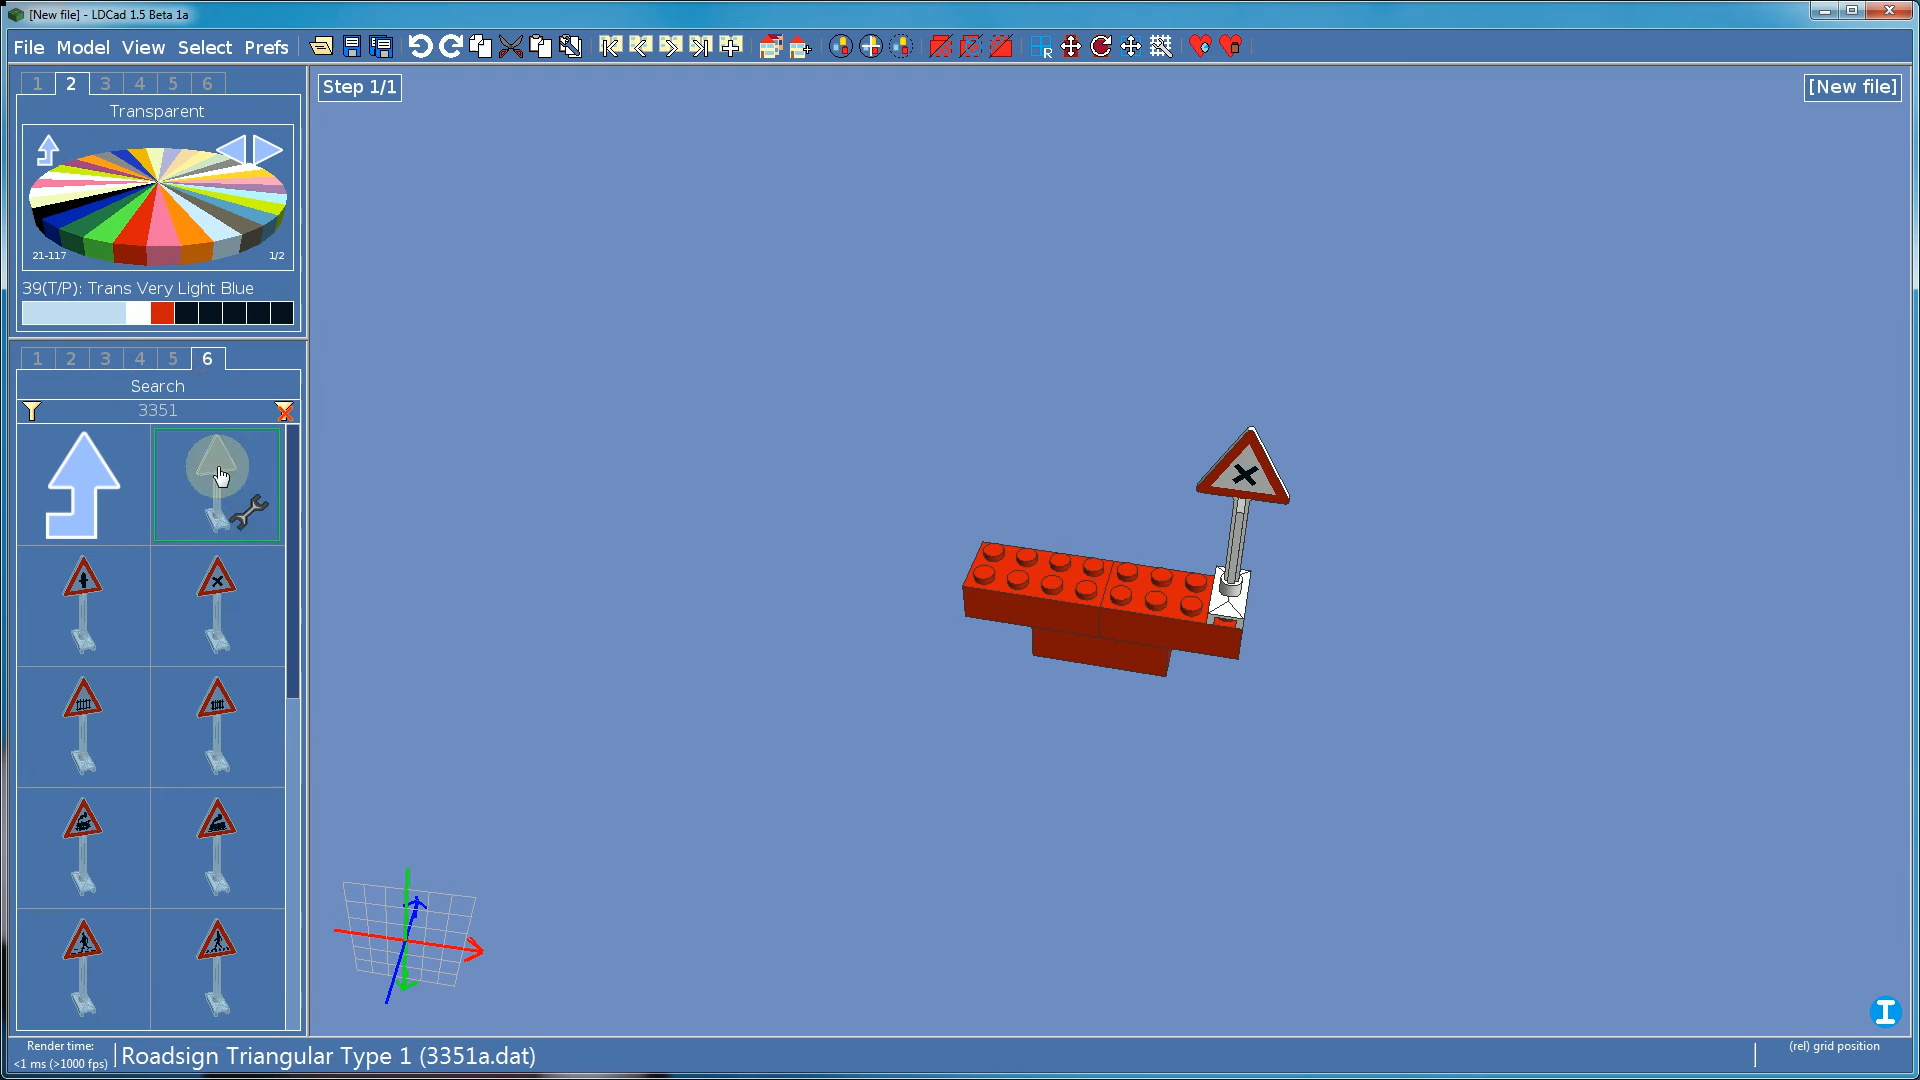 [New file] - LDCad 1.5 Beta 1a
File Model View Select Prefs
R
1 2 3 4 5 6
Transparent
21-117 1/2
39(T/P): Trans Very Light Blue
1 2 3 4 5 6
Search
3351
Step 1/1
[New file]
I
Render time:
<1 ms (>1000 fps)
Roadsign Triangular Type 1 (3351a.dat)
(rel) grid position